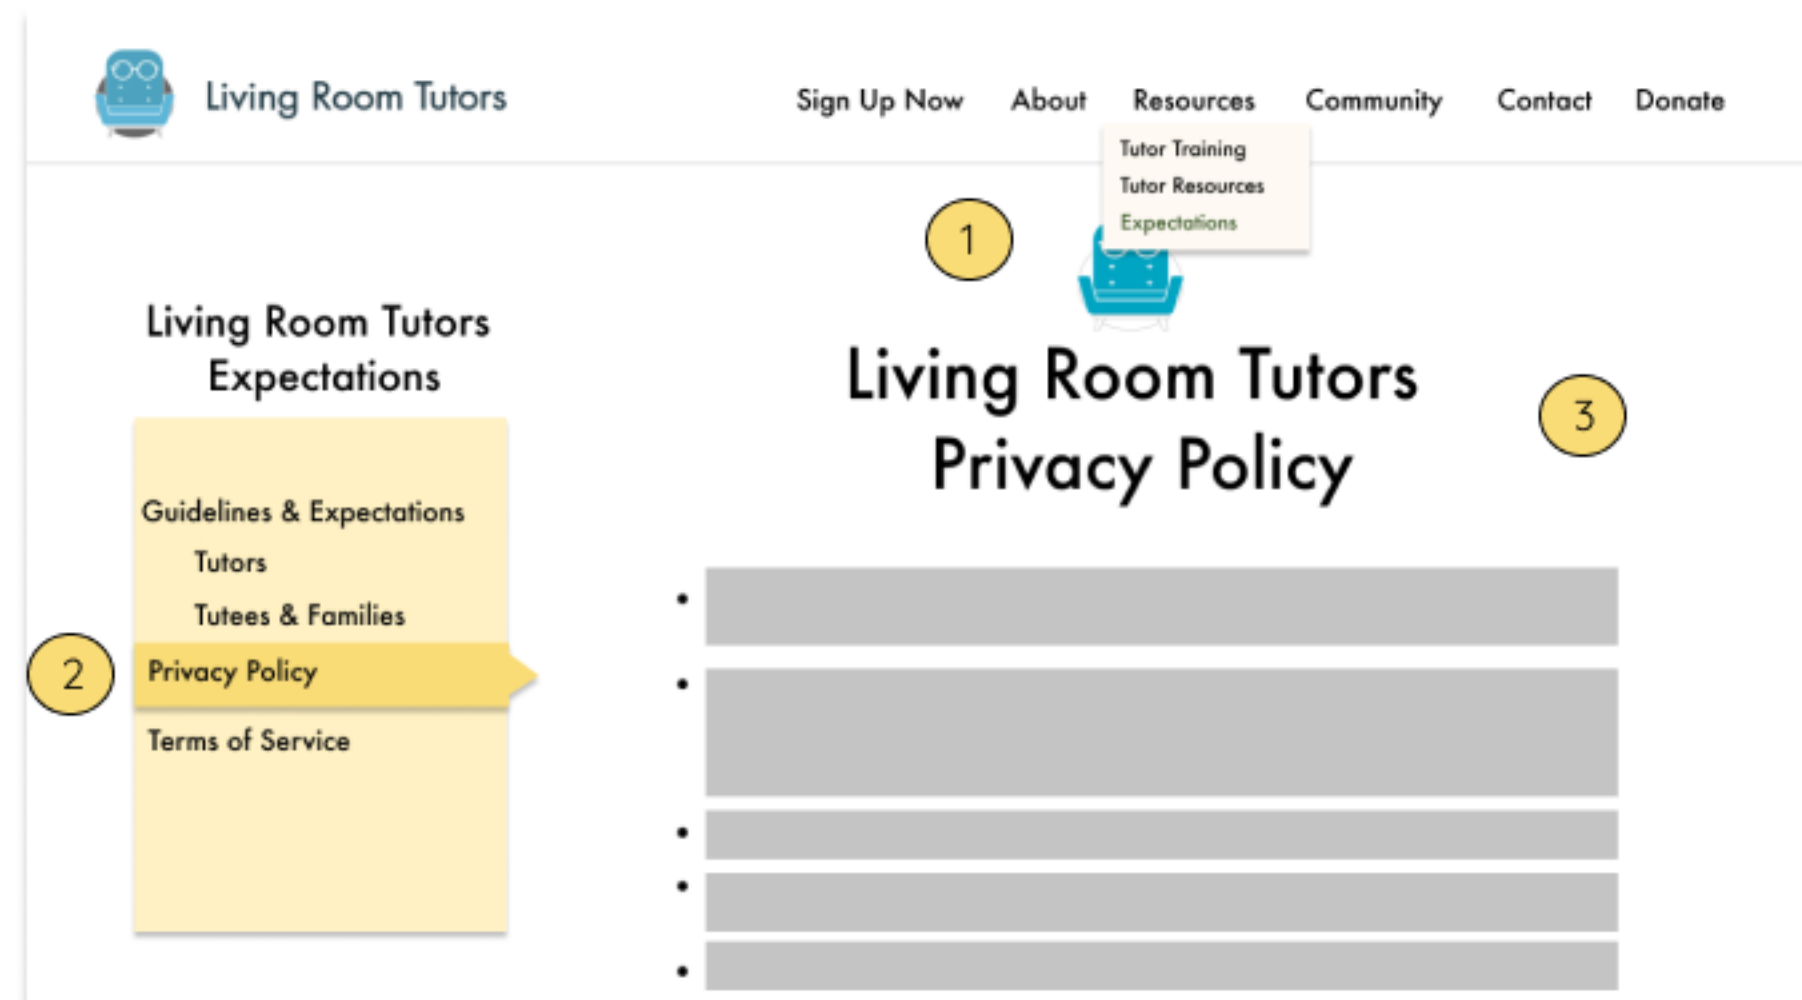 Living Room Tutors
Sign Up Now
About
Resources
Community
Contact
Donate
Tutor Training
Tutor Resources
Expectations
1
Living Room Tutors
Expectations
Guidelines & Expectations
Tutors
Tutees & Families
2
Privacy Policy
Terms of Service
Living Room Tutors
Privacy Policy
3